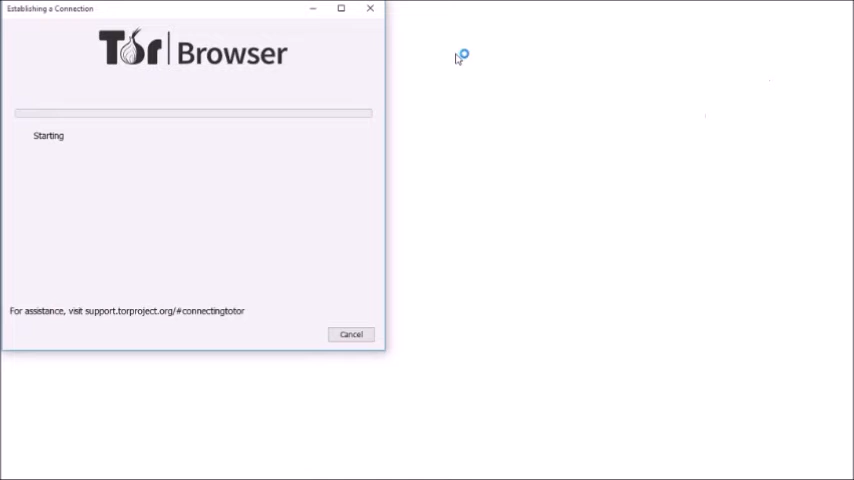 Establishing a Connection
Tor Browser
Starting
For assistance, visit support.torproject.org/#connectingtotor
Cancel